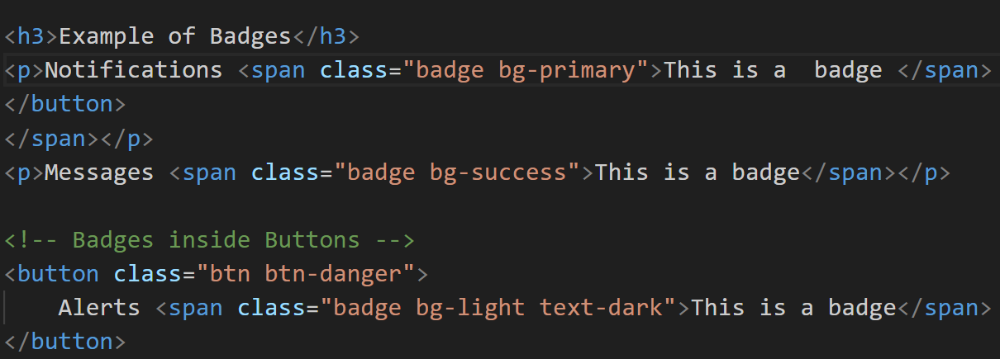 <h3>Example of Badges</h3>
<p>Notifications <span class="badge bg-primary">This is a  badge </span>
</button>
</span></p>
<p>Messages <span class="badge bg-success">This is a badge</span></p>

<!-- Badges inside Buttons -->
<button class="btn btn-danger">
    Alerts <span class="badge bg-light text-dark">This is a badge</span>
</button>